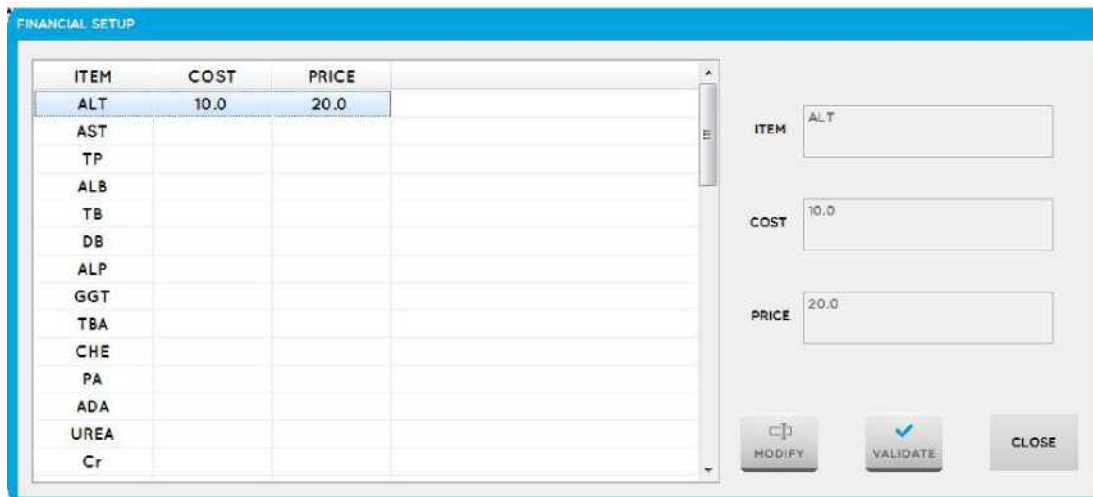 FINANCIAL SETUP
ITEM COST PRICE
ALT 10.0 20.0
AST
TP
ALB
TB
DB
ALP
GGT
TBA
CHE
PA
ADA
UREA
Cr
ITEM ALT
COST 10.0
PRICE 20.0
MODIFY VALIDATE CLOSE